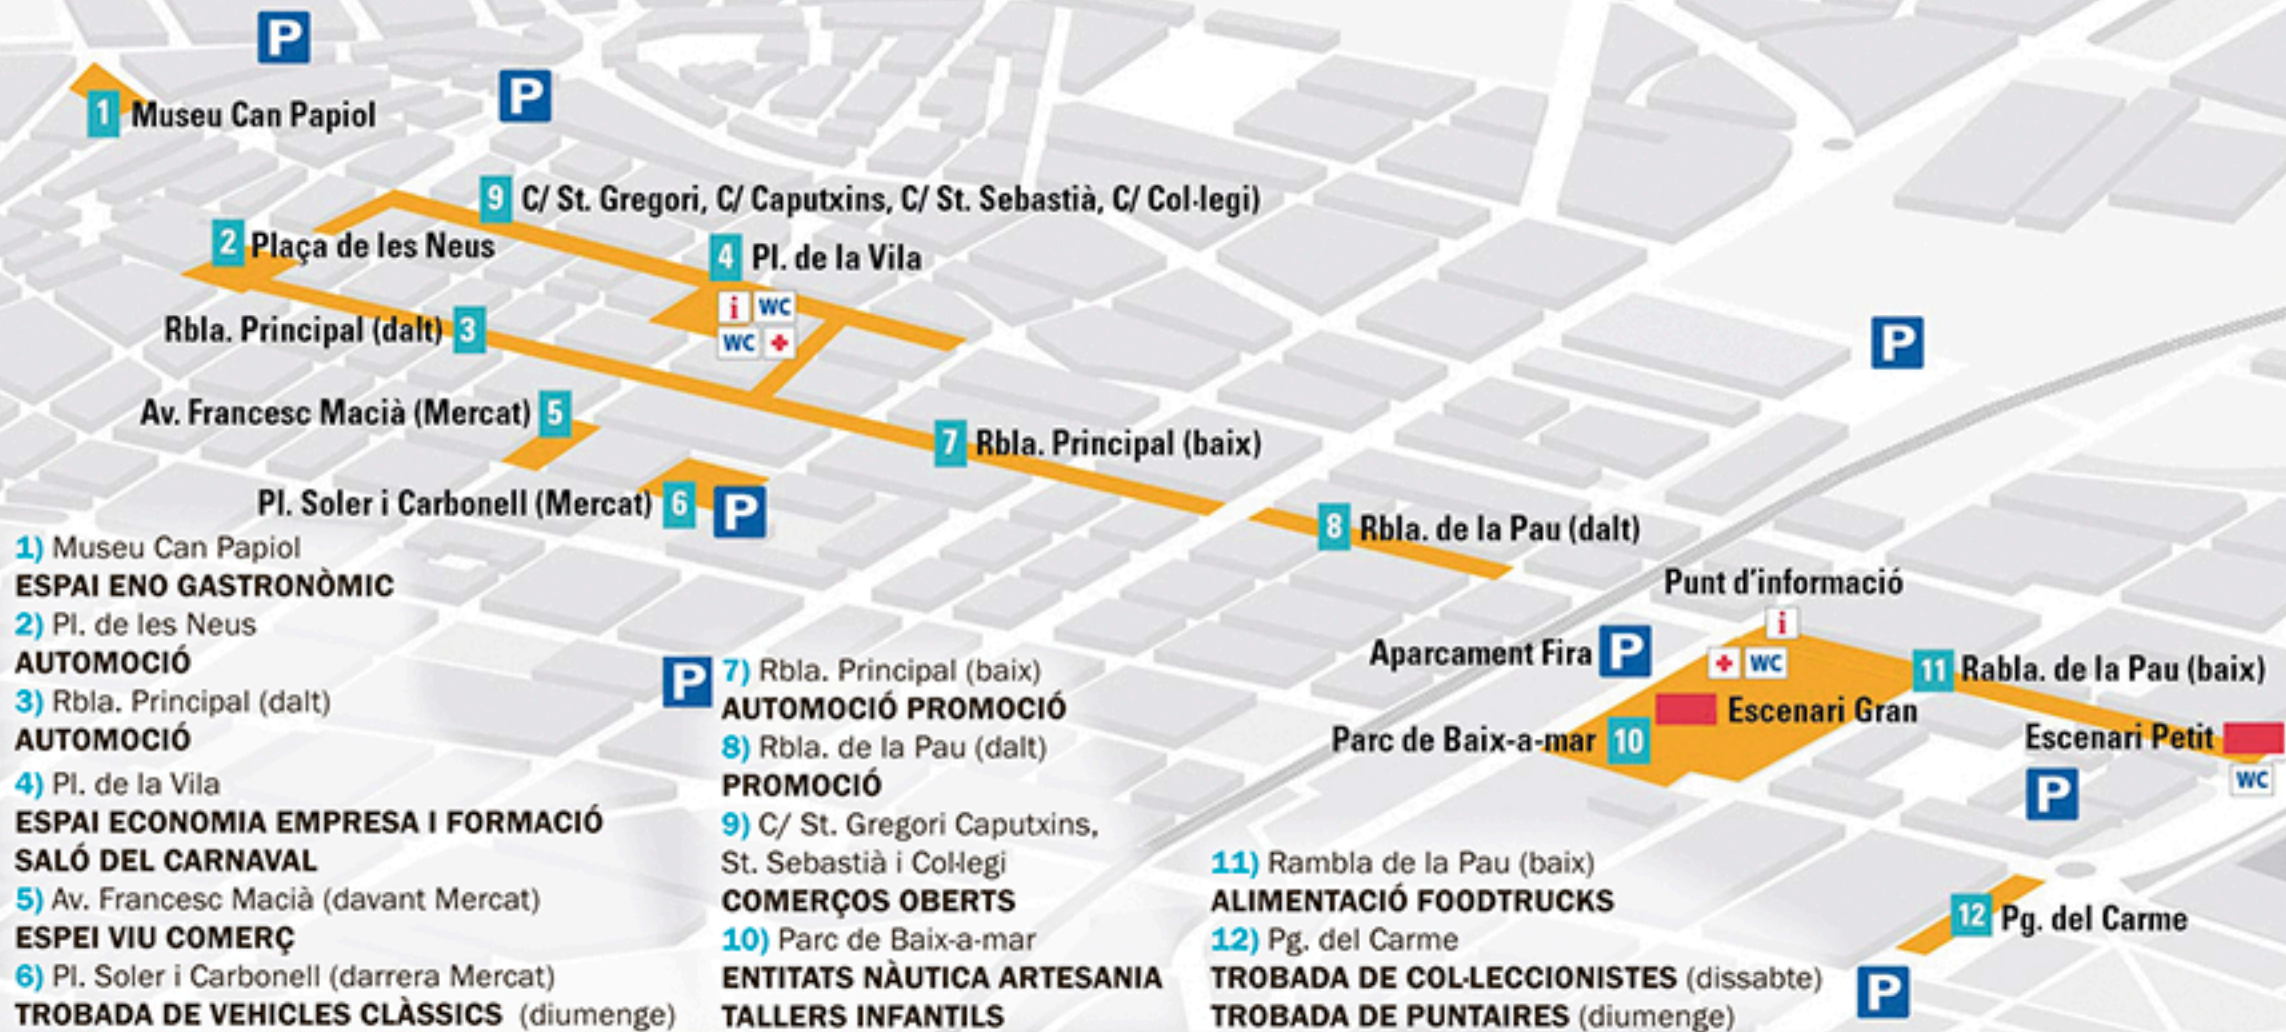 P
P
1 Museu Can Papiol
9 C/ St. Gregori, C/ Caputxins, C/ St. Sebastià, C/ Col·legi)
2 Plaça de les Neus
4 Pl. de la Vila
i WC
WC
Rbla. Principal (dalt) 3
P
Av. Francesc Macià (Mercat) 5
7 Rbla. Principal (baix)
Pl. Soler i Carbonell (Mercat) 6 P
8 Rbla. de la Pau (dalt)
Punt d'informació
i
Aparcament Fira P
WC
11 Rabla. de la Pau (baix)
Escenari Gran
Parc de Baix-a-mar 10
Escenari Petit
WC
P
12 Pg. del Carme
P
P
1) Museu Can Papiol
ESPAI ENO GASTRONÒMIC
2) Pl. de les Neus
AUTOMOCIÓ
3) Rbla. Principal (dalt)
AUTOMOCIÓ
4) Pl. de la Vila
ESPAI ECONOMIA EMPRESA I FORMACIÓ
SALÓ DEL CARNAVAL
5) Av. Francesc Macià (davant Mercat)
ESPEI VIU COMERÇ
6) Pl. Soler i Carbonell (darrera Mercat)
TROBADA DE VEHICLES CLÀSSICS (diumenge)
7) Rbla. Principal (baix)
AUTOMOCIÓ PROMOCIÓ
8) Rbla. de la Pau (dalt)
PROMOCIÓ
9) C/ St. Gregori Caputxins,
St. Sebastià i Col·legi
COMERÇOS OBERTS
10) Parc de Baix-a-mar
ENTITATS NÀUTICA ARTESANIA
TALLERS INFANTILS
11) Rambla de la Pau (baix)
ALIMENTACIÓ FOODTRUCKS
12) Pg. del Carme
TROBADA DE COL·LECCIONISTES (dissabte)
TROBADA DE PUNTAIRES (diumenge)